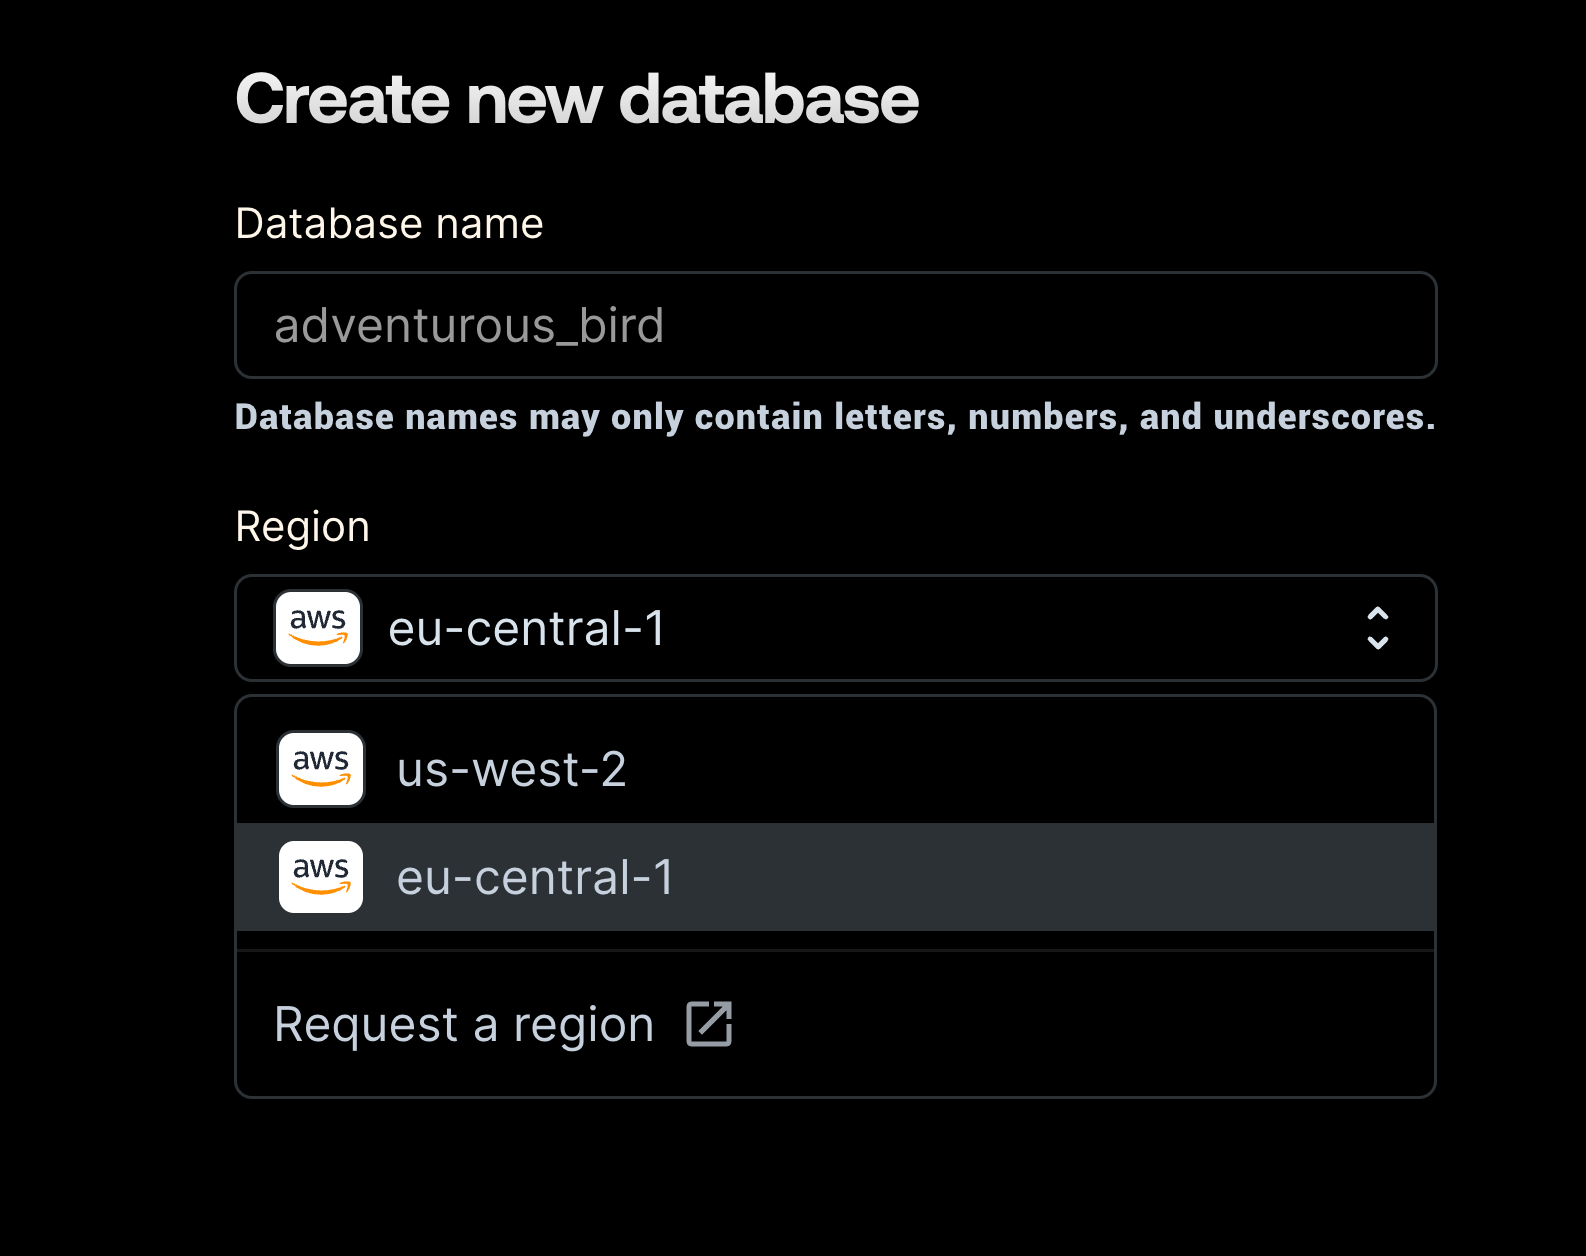 Create new database
Database name
adventurous_bird
Database names may only contain letters, numbers, and underscores.
Region
aws eu-central-1
aws us-west-2
aws eu-central-1
Request a region